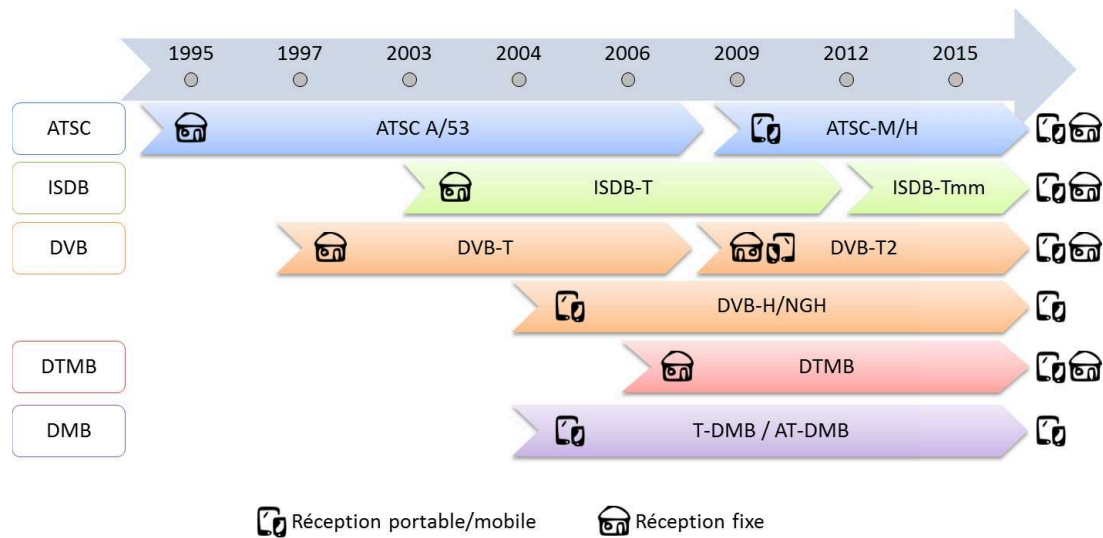 1995 1997 2003 2004 2006 2009 2012 2015
ATSC ATSC A/53 ATSC-M/H
ISDB ISDB-T ISDB-Tmm
DVB DVB-T DVB-T2
DVB-H/NGH
DTMB DTMB
DMB T-DMB / AT-DMB
Réception portable/mobile Réception fixe